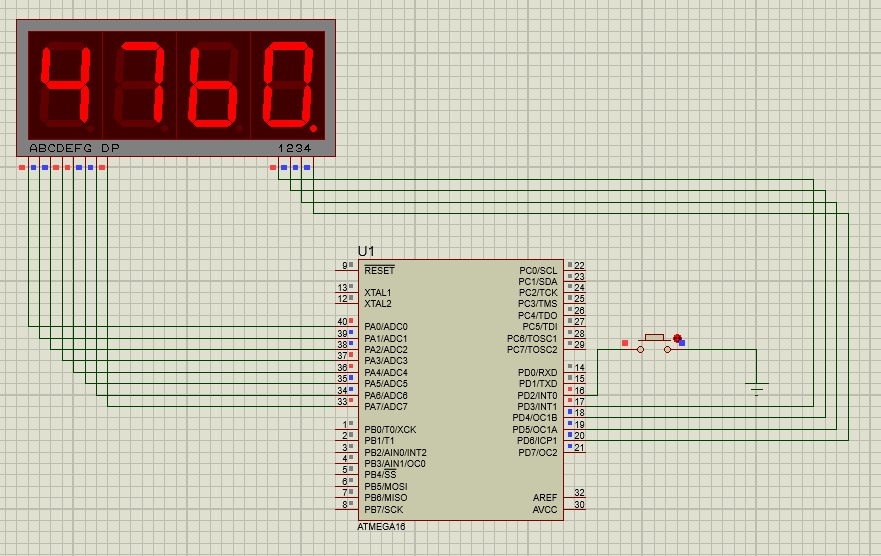 4760.
ABCDEFG DP 1234
U1
9 RESET PC0/SCL 22
PC1/SDA 23
13 XTAL1 PC2/TCK 24
12 XTAL2 PC3/TMS 25
PC4/TDO 26
40 PA0/ADC0 PC5/TDI 27
39 PA1/ADC1 PC6/TOSC1 28
38 PA2/ADC2 PC7/TOSC2 29
37 PA3/ADC3
36 PA4/ADC4 PD0/RXD 14
35 PA5/ADC5 PD1/TXD 15
34 PA6/ADC6 PD2/INT0 16
33 PA7/ADC7 PD3/INT1 17
PD4/OC1B 18
1 PB0/T0/XCK PD5/OC1A 19
2 PB1/T1 PD6/ICP1 20
3 PB2/AIN0/INT2 PD7/OC2 21
4 PB3/AIN1/OC0
5 PB4/SS
6 PB5/MOSI
7 PB6/MISO AREF 32
8 PB7/SCK AVCC 30
ATMEGA16